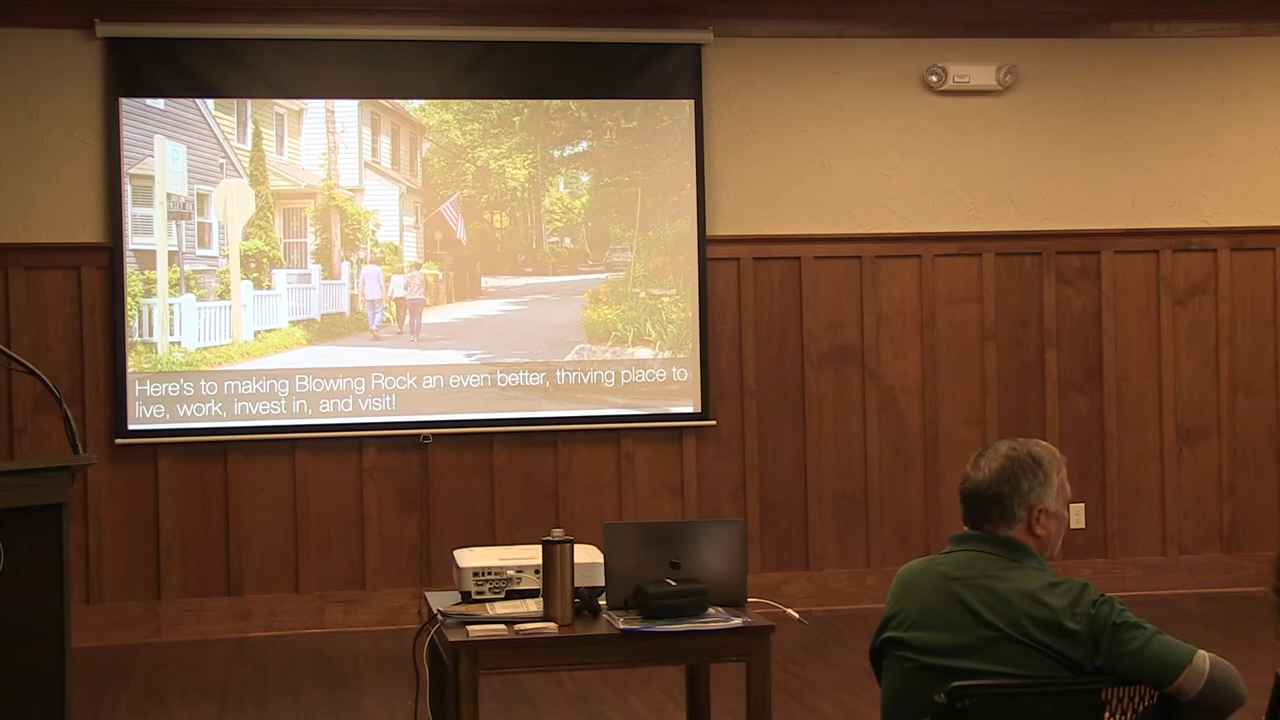 Here's to making Blowing Rock an even better, thriving place to
live, work, invest in, and visit!